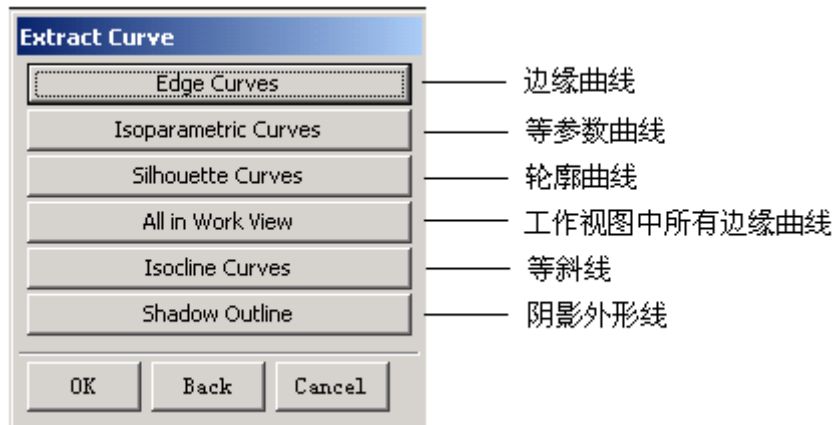 Extract Curve
Edge Curves 边缘曲线
Isoparametric Curves 等参数曲线
Silhouette Curves 轮廓曲线
All in Work View 工作视图中所有边缘曲线
Isocline Curves 等斜线
Shadow Outline 阴影外形线
OK Back Cancel